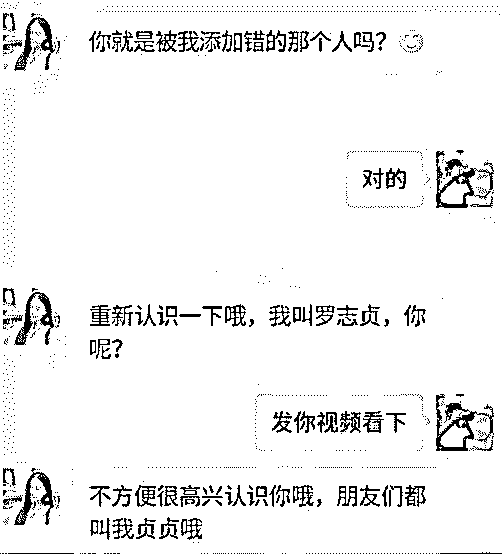 你就是被我添加错的那个人吗？
对的
重新认识一下哦，我叫罗志贞，你
呢？
发你视频看下
不方便很高兴认识你哦，朋友们都
叫我贞贞哦